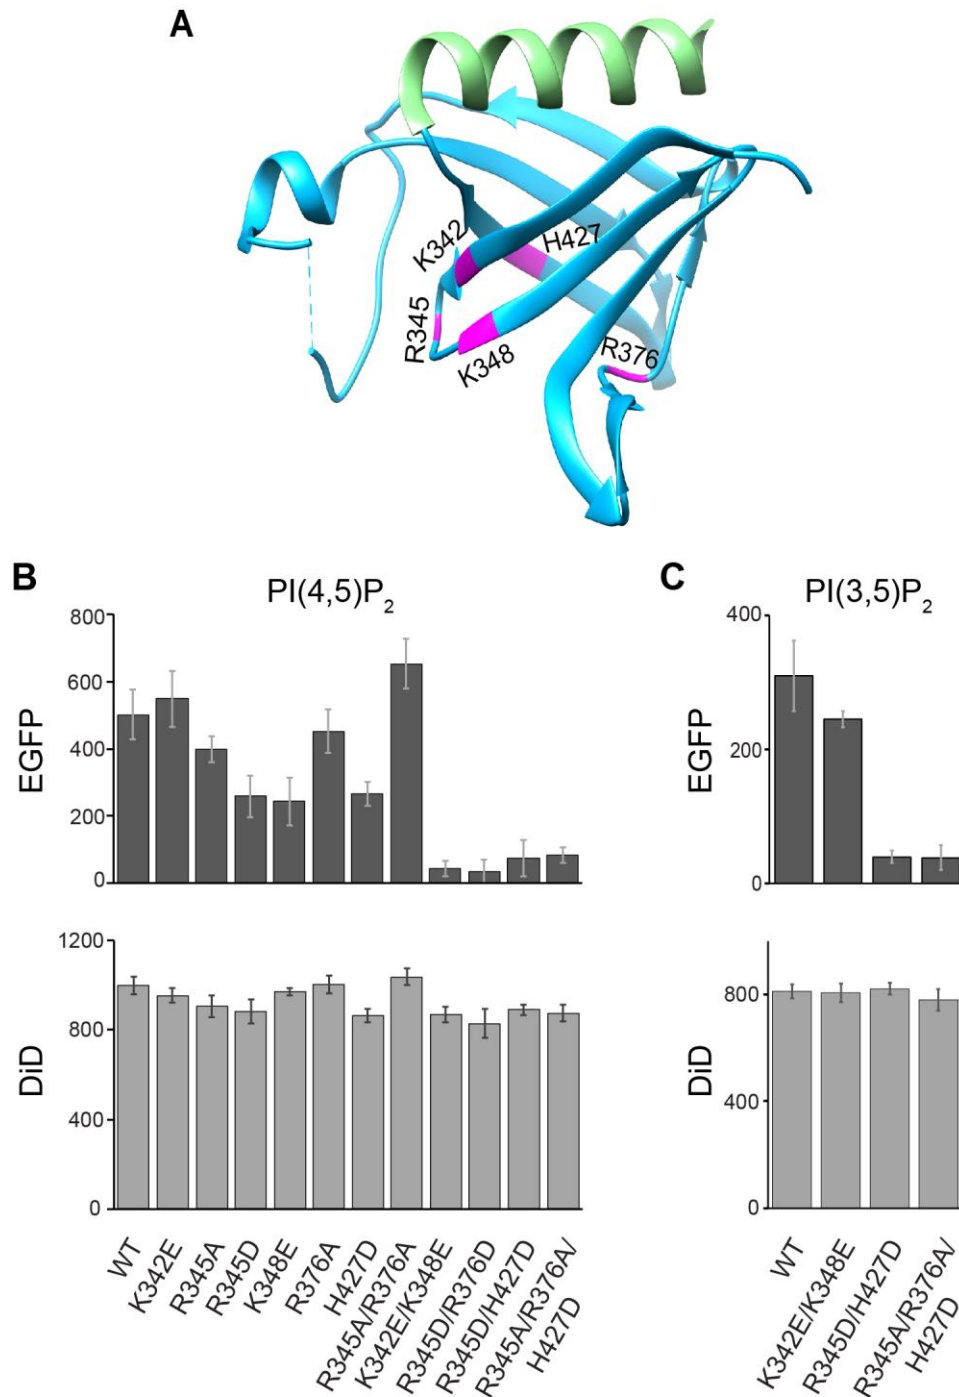 A
K342
H427
R345
K348
R376
B
PI(4,5)P2
800
600
400
200
0
EGFP
1200
800
400
0
DiD
WT
K342E
R345A
R345D
K348E
R376A
H427D
R345A/R376A
K342E/K348E
R345D/R376D
R345D/H427D
R345A/R376A/
H427D
C
PI(3,5)P2
400
200
0
EGFP
800
400
0
DiD
WT
K342E/K348E
R345D/H427D
R345A/R376A/
H427D